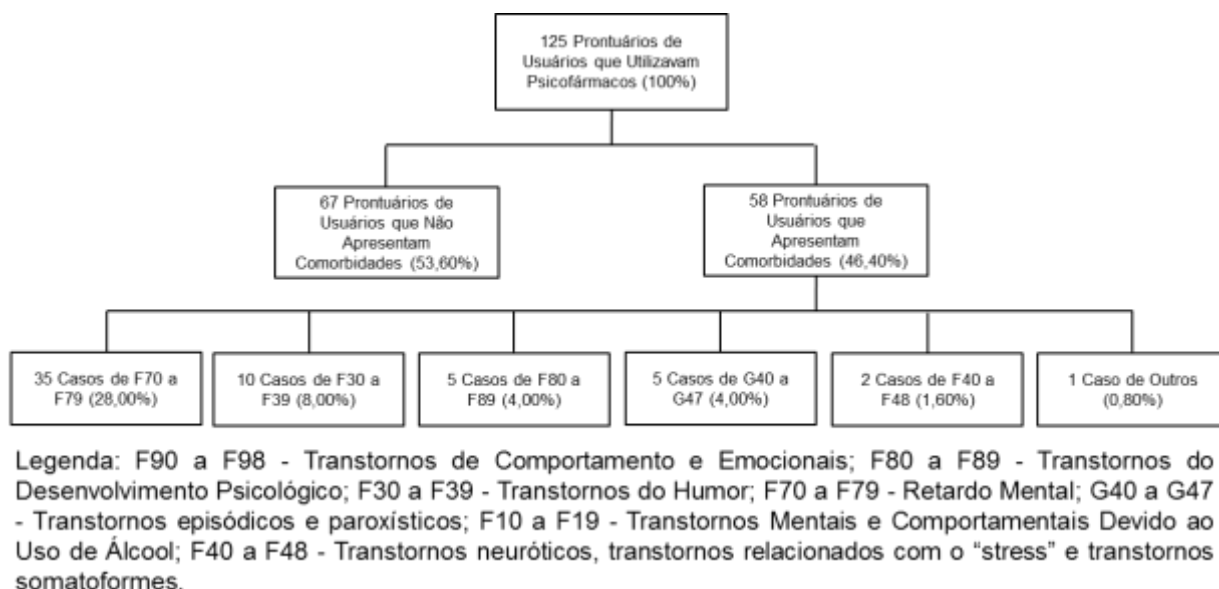 125 Prontuários de
Usuários que Utilizavam
Psicofármacos (100%)
67 Prontuários de
Usuários que Não
Apresentam
Comorbidades (53,60%)
58 Prontuários de
Usuários que
Apresentam
Comorbidades (46,40%)
35 Casos de F70 a
F79 (28,00%)
10 Casos de F30 a
F39 (8,00%)
5 Casos de F80 a
F89 (4,00%)
5 Casos de G40 a
G47 (4,00%)
2 Casos de F40 a
F48 (1,60%)
1 Caso de Outros
(0,80%)
Legenda: F90 a F98 - Transtornos de Comportamento e Emocionais; F80 a F89 - Transtornos do
Desenvolvimento Psicológico; F30 a F39 - Transtornos do Humor; F70 a F79 - Retardo Mental; G40 a G47
- Transtornos episódicos e paroxísticos; F10 a F19 - Transtornos Mentais e Comportamentais Devido ao
Uso de Álcool; F40 a F48 - Transtornos neuróticos, transtornos relacionados com o “stress” e transtornos
somatoformes.